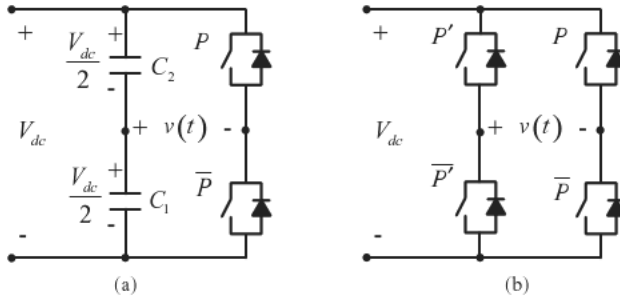 + V_dc/2 + C_2 - P
V_dc + v(t) -
V_dc/2 + C_1 - P̅
-
(a)
+ P′ P
V_dc + v(t) -
P̅′ P̅
-
(b)